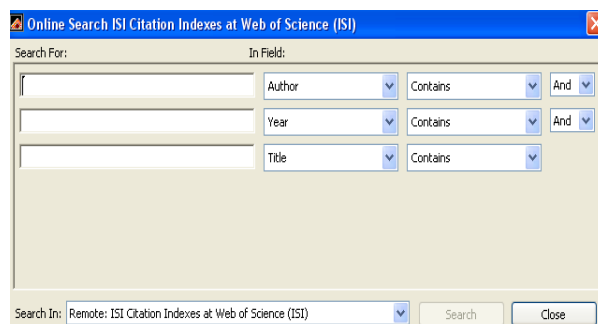 Online Search ISI Citation Indexes at Web of Science (ISI)
Search For: In Field:
Author Contains And
Year Contains And
Title Contains
Search In: Remote: ISI Citation Indexes at Web of Science (ISI) Search Close